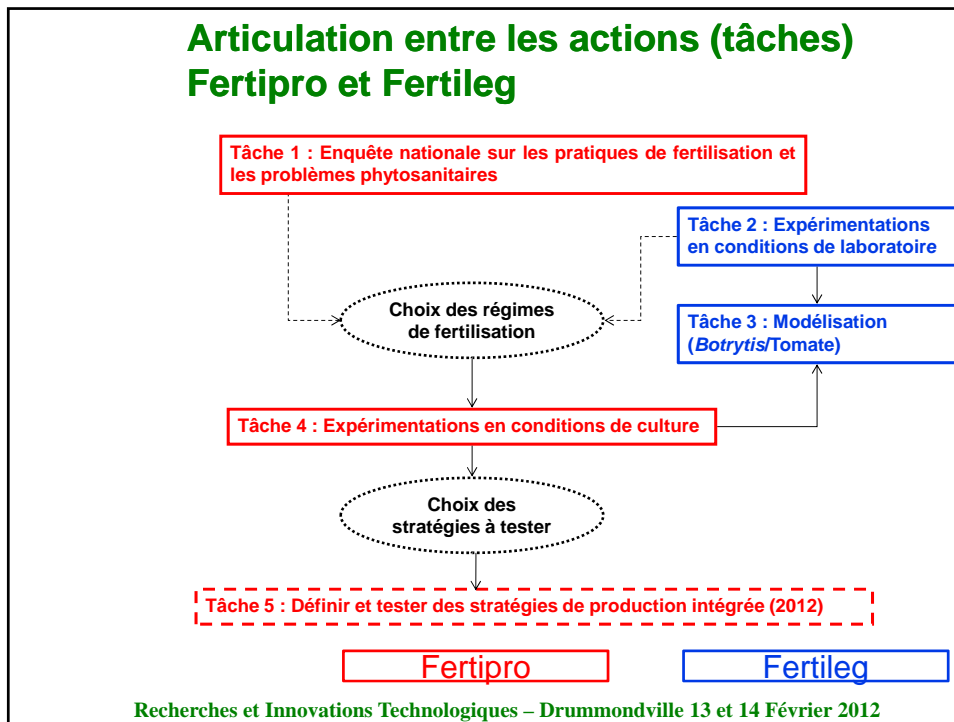 Articulation entre les actions (tâches)
Fertipro et Fertileg
Tâche 1 : Enquête nationale sur les pratiques de fertilisation et
les problèmes phytosanitaires
Tâche 2 : Expérimentations
en conditions de laboratoire
Choix des régimes
de fertilisation
Tâche 3 : Modélisation
(Botrytis/Tomate)
Tâche 4 : Expérimentations en conditions de culture
Choix des
stratégies à tester
Tâche 5 : Définir et tester des stratégies de production intégrée (2012)
Fertipro
Fertileg
Recherches et Innovations Technologiques – Drummondville 13 et 14 Février 2012